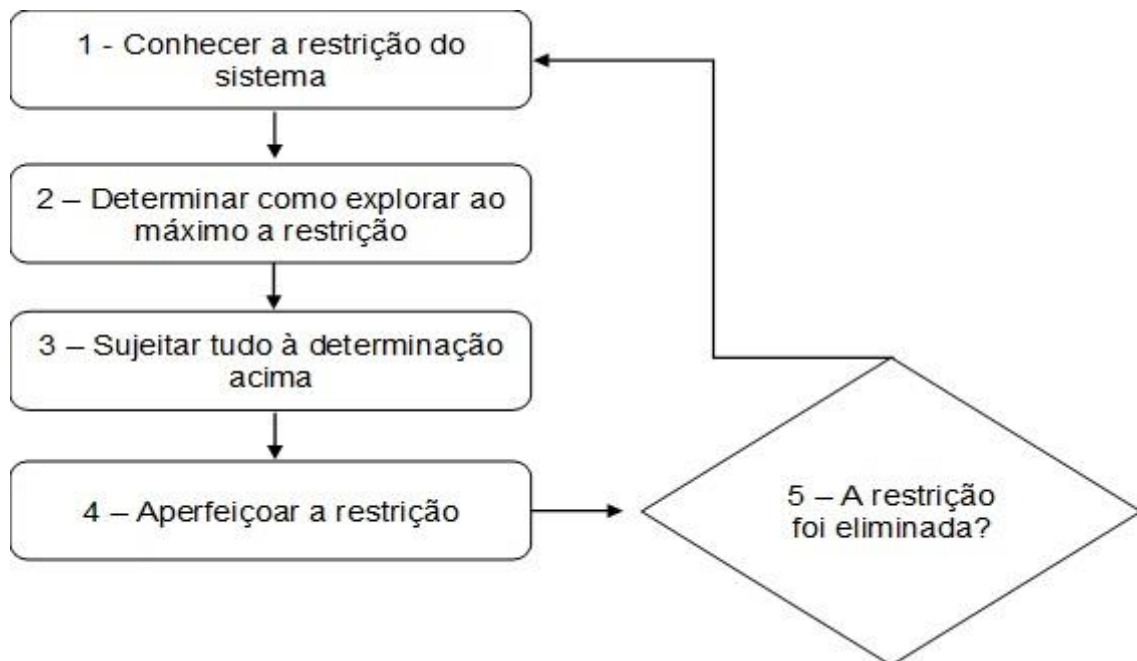 1 - Conhecer a restrição do
sistema
2 – Determinar como explorar ao
máximo a restrição
3 – Sujeitar tudo à determinação
acima
4 – Aperfeiçoar a restrição
5 – A restrição
foi eliminada?